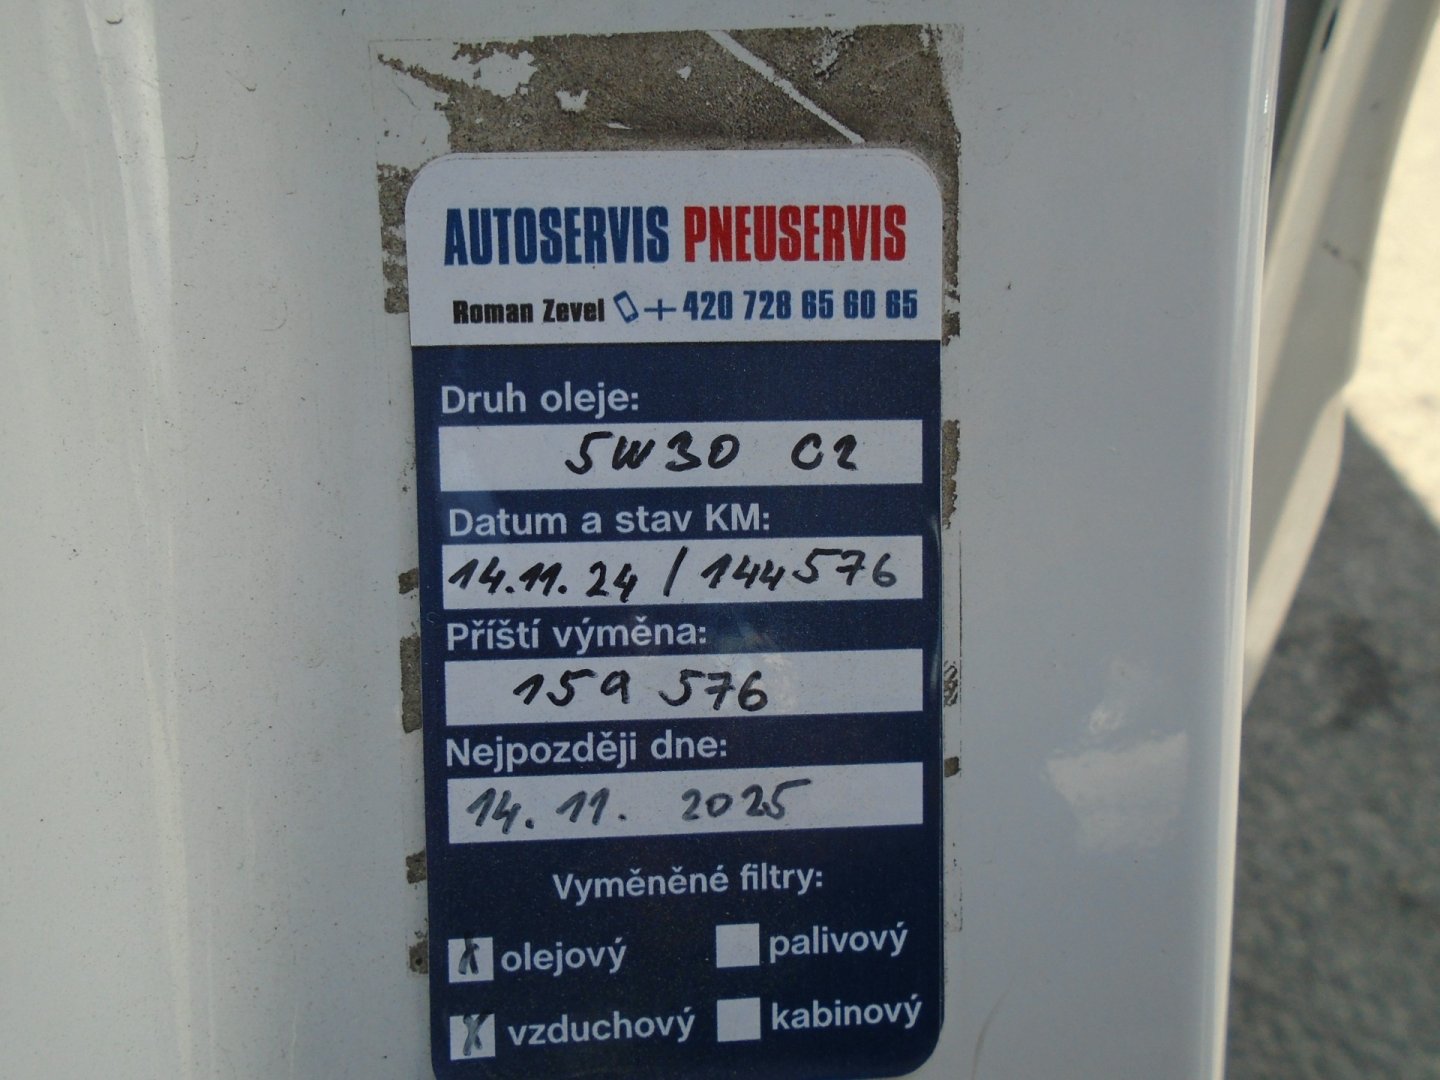 AUTOSERVIS PNEUSERVIS
Roman Zevel +420 728 65 60 65
Druh oleje:
5W30 C2
Datum a stav KM:
14.11.24 / 144576
Příští výměna:
159 576
Nejpozději dne:
14.11. 2025
Vyměněné filtry:
X olejový palivový
X vzduchový kabinový